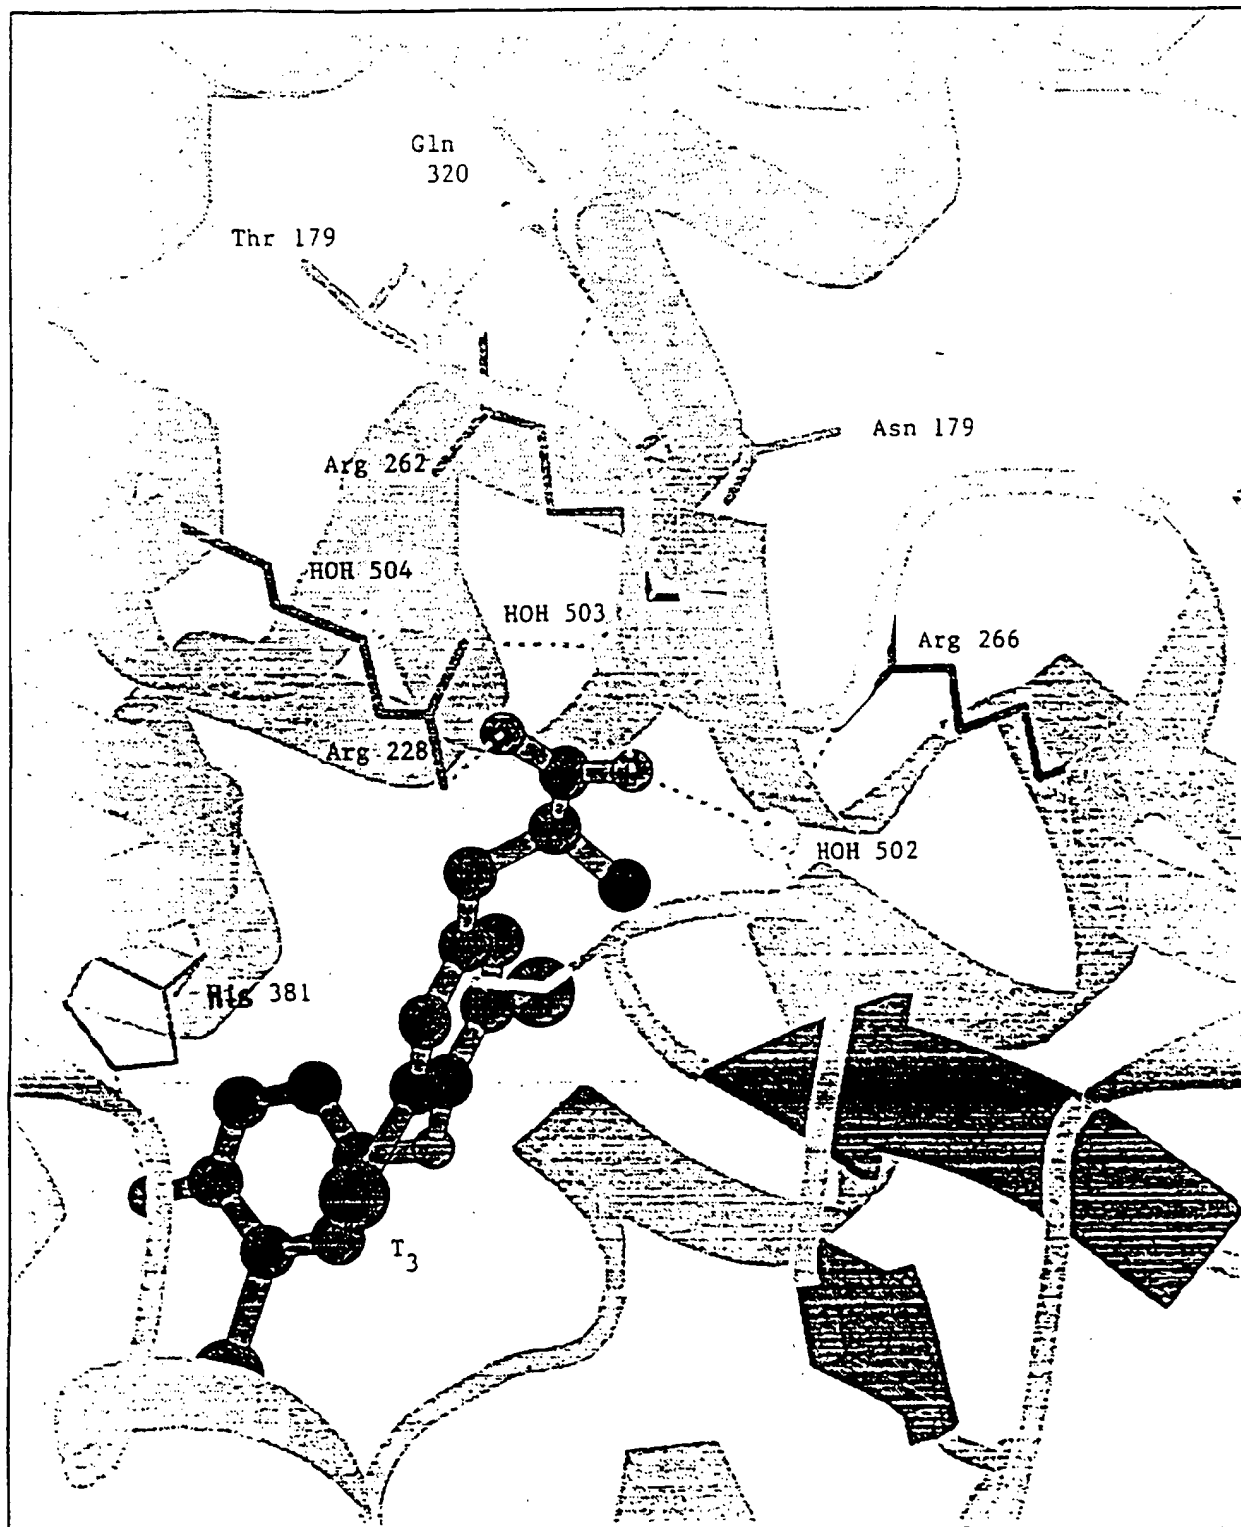 Gln
320
Thr 179
Asn 179
Arg 262
HOH 504
HOH 503
Arg 266
Arg 228
HOH 502
His 381
T3